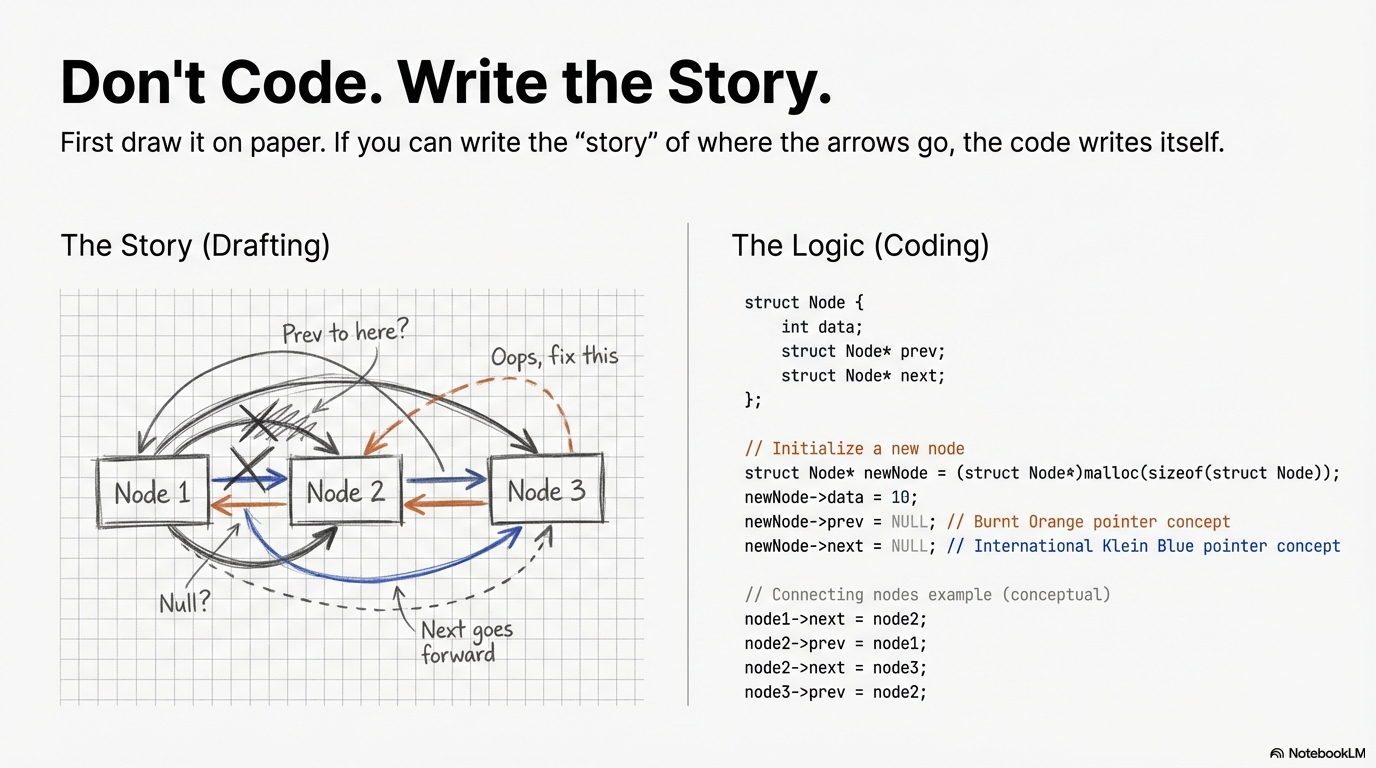 Don't Code. Write the Story.
First draw it on paper. If you can write the “story” of where the arrows go, the code writes itself.
The Story (Drafting)
Prev to here?
Oops, fix this
Node 1
Node 2
Node 3
Null?
Next goes
forward
The Logic (Coding)
struct Node {
    int data;
    struct Node* prev;
    struct Node* next;
};
// Initialize a new node
struct Node* newNode = (struct Node*)malloc(sizeof(struct Node));
newNode->data = 10;
newNode->prev = NULL; // Burnt Orange pointer concept
newNode->next = NULL; // International Klein Blue pointer concept
// Connecting nodes example (conceptual)
node1->next = node2;
node2->prev = node1;
node2->next = node3;
node3->prev = node2;
NotebookLM